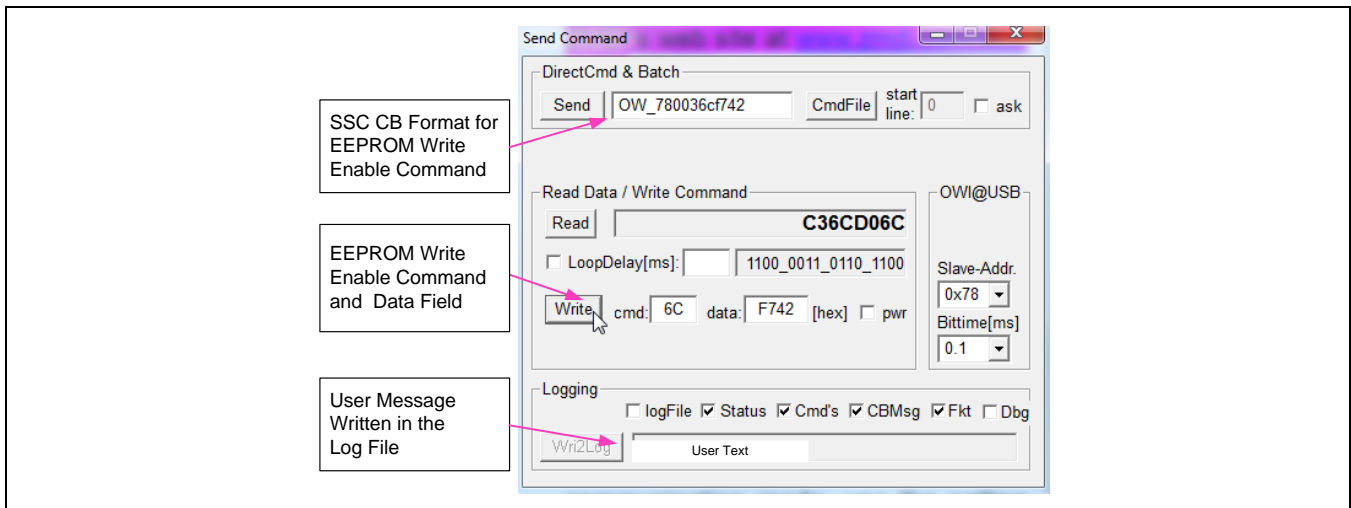 Send Command
DirectCmd & Batch
Send OW_780036cf742 CmdFile start line: 0 ask
SSC CB Format for
EEPROM Write
Enable Command
Read Data / Write Command
OWI@USB
Read C36CD06C
EEPROM Write
Enable Command
and Data Field
LoopDelay[ms]: 1100_0011_0110_1100
Slave-Addr.
0x78
Write cmd: 6C data: F742 [hex] pwr
Bittime[ms]
0.1
User Message
Written in the
Log File
Logging
logFile Status Cmd's CBMsg Fkt Dbg
Wri2Log User Text